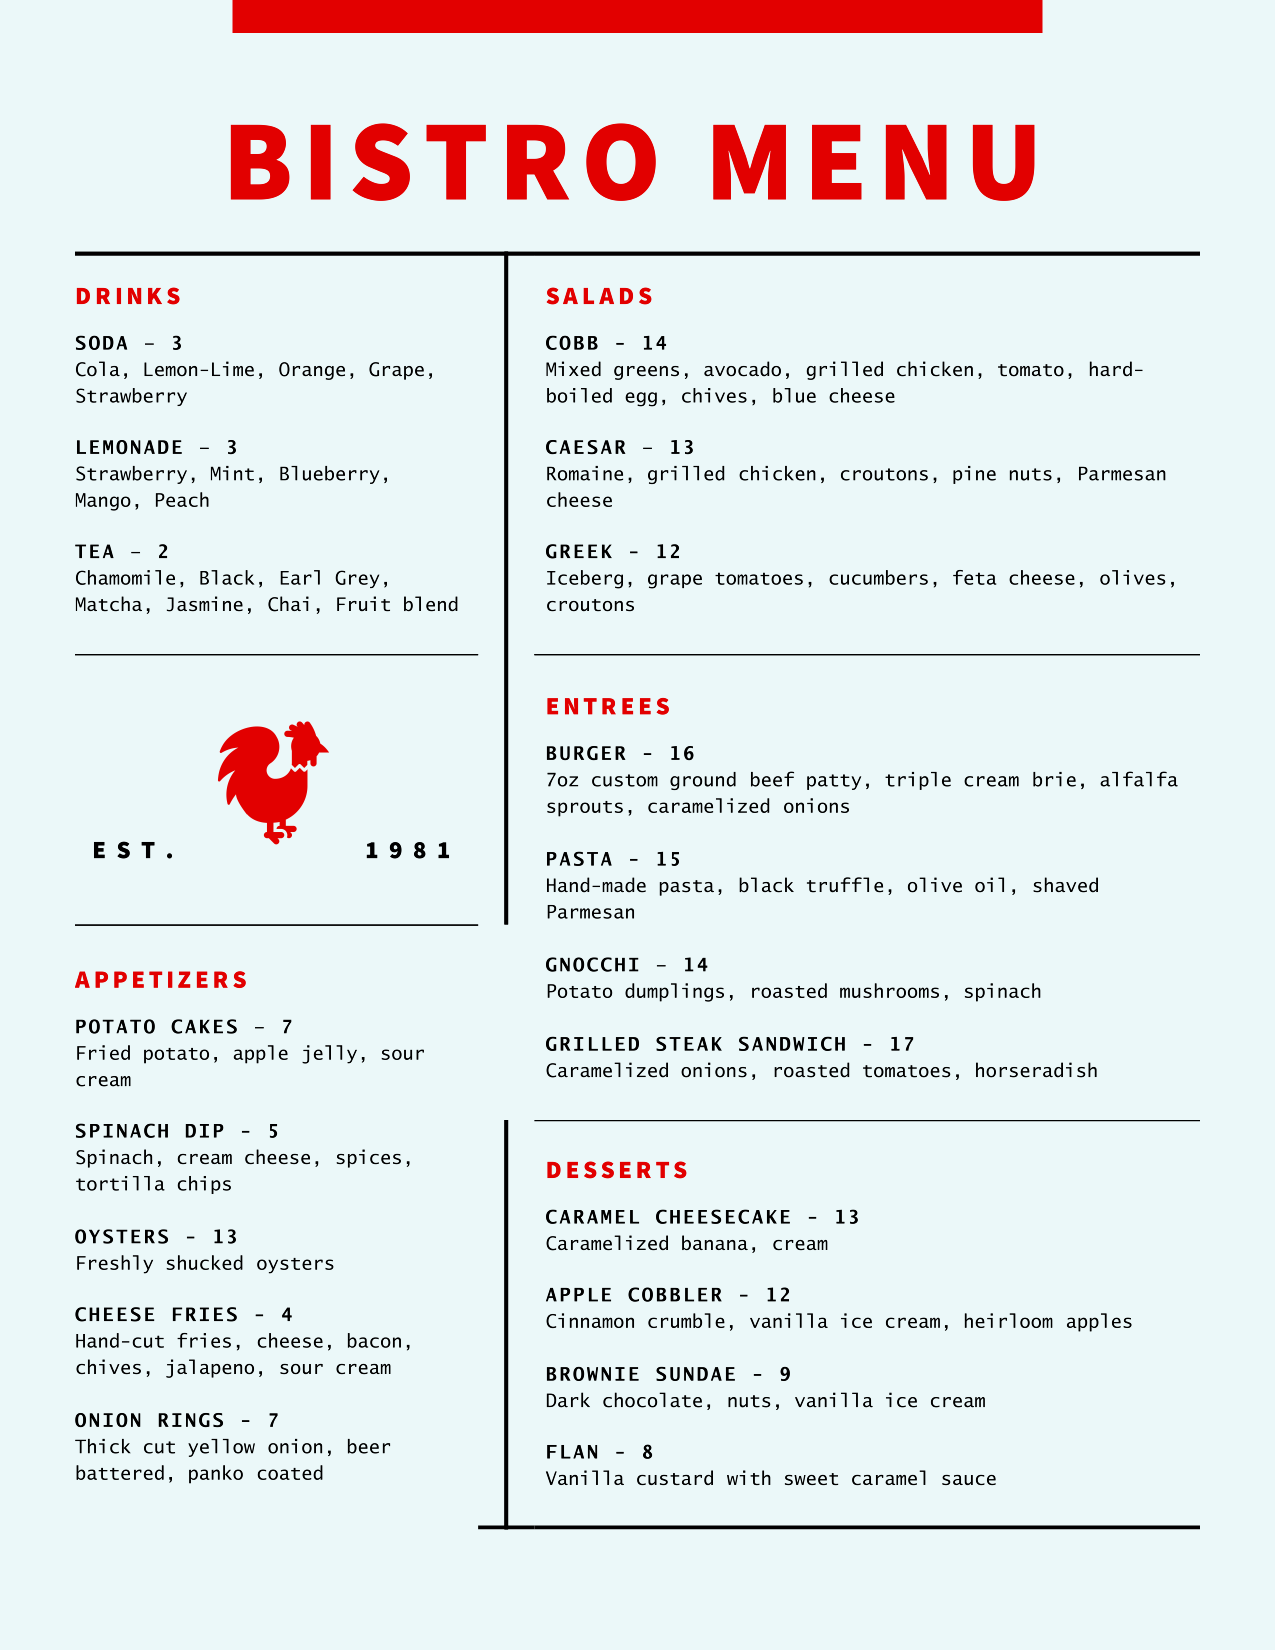 BISTRO MENU
DRINKS
SODA – 3
Cola, Lemon-Lime, Orange, Grape,
Strawberry
LEMONADE – 3
Strawberry, Mint, Blueberry,
Mango, Peach
TEA – 2
Chamomile, Black, Earl Grey,
Matcha, Jasmine, Chai, Fruit blend
EST. 1981
APPETIZERS
POTATO CAKES – 7
Fried potato, apple jelly, sour
cream
SPINACH DIP - 5
Spinach, cream cheese, spices,
tortilla chips
OYSTERS - 13
Freshly shucked oysters
CHEESE FRIES - 4
Hand-cut fries, cheese, bacon,
chives, jalapeno, sour cream
ONION RINGS - 7
Thick cut yellow onion, beer
battered, panko coated
SALADS
COBB - 14
Mixed greens, avocado, grilled chicken, tomato, hard-
boiled egg, chives, blue cheese
CAESAR – 13
Romaine, grilled chicken, croutons, pine nuts, Parmesan
cheese
GREEK - 12
Iceberg, grape tomatoes, cucumbers, feta cheese, olives,
croutons
ENTREES
BURGER - 16
7oz custom ground beef patty, triple cream brie, alfalfa
sprouts, caramelized onions
PASTA - 15
Hand-made pasta, black truffle, olive oil, shaved
Parmesan
GNOCCHI – 14
Potato dumplings, roasted mushrooms, spinach
GRILLED STEAK SANDWICH - 17
Caramelized onions, roasted tomatoes, horseradish
DESSERTS
CARAMEL CHEESECAKE - 13
Caramelized banana, cream
APPLE COBBLER - 12
Cinnamon crumble, vanilla ice cream, heirloom apples
BROWNIE SUNDAE - 9
Dark chocolate, nuts, vanilla ice cream
FLAN - 8
Vanilla custard with sweet caramel sauce